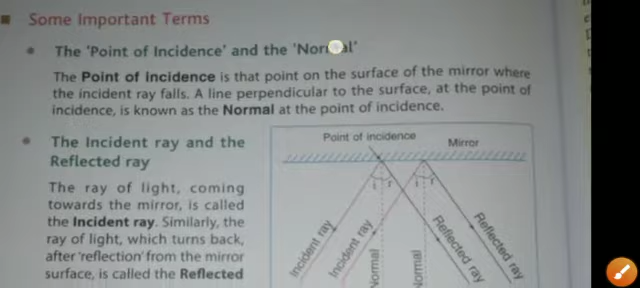 Some Important Terms
The 'Point of Incidence' and the
The Point of incidence is that point on the surface of the mirror where
the incident ray falls. A line perpendicular to the surface, at the point of
incidence, is known as the Normal at the point of incidence.
The Incident ray and the
Reflected ray
The ray of light, coming
towards the mirror, is called
the Incident ray. Similarly, the
ray of light, which turns back,
after 'reflection' from the mirror
surface, is called the Reflected
Point of incidence
Mirror
i r
i r
Incident ray
Incident ray
Normal
Reflected ray
Reflected ray